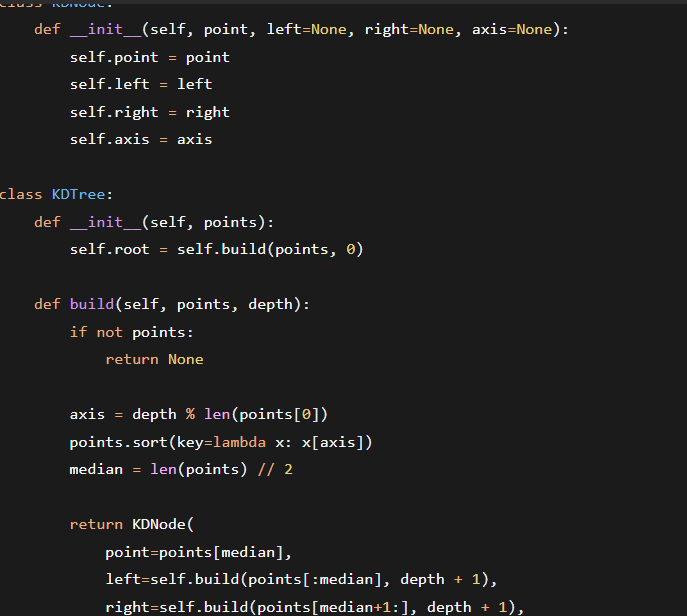 class KDNode:
    def __init__(self, point, left=None, right=None, axis=None):
        self.point = point
        self.left = left
        self.right = right
        self.axis = axis

class KDTree:
    def __init__(self, points):
        self.root = self.build(points, 0)

    def build(self, points, depth):
        if not points:
            return None

        axis = depth % len(points[0])
        points.sort(key=lambda x: x[axis])
        median = len(points) // 2

        return KDNode(
            point=points[median],
            left=self.build(points[:median], depth + 1),
            right=self.build(points[median+1:], depth + 1),